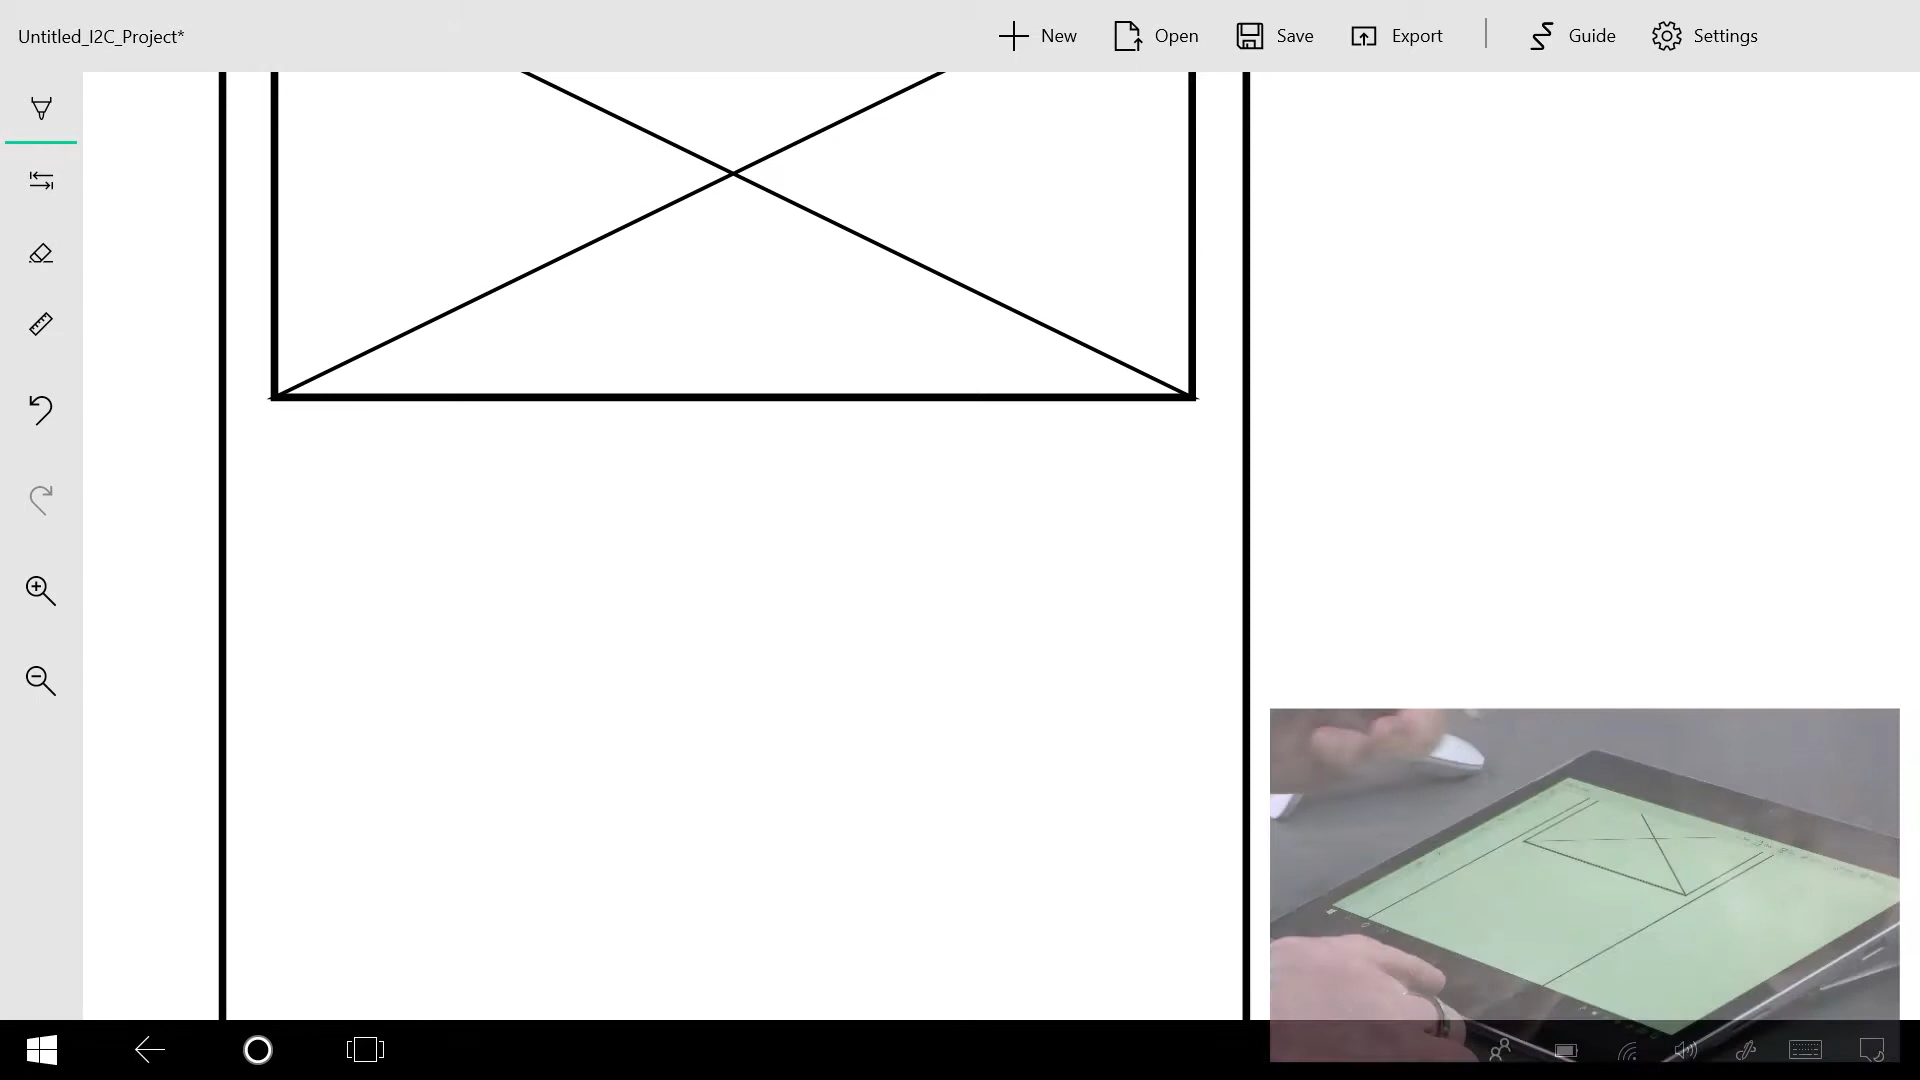 Untitled_I2C_Project*
New
Open
Save
Export
Guide
Settings